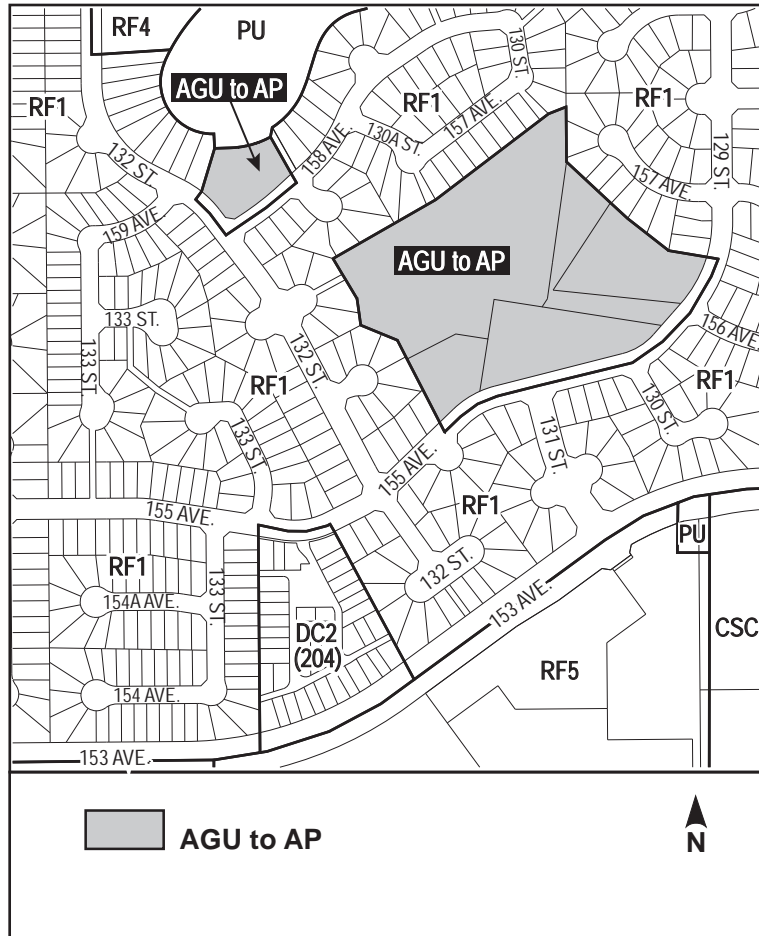 RF4
PU
130 ST.
AGU to AP
RF1
RF1
RF1
130A ST.
157 AVE.
158 AVE.
129 ST.
132 ST.
157 AVE.
159 AVE.
AGU to AP
133 ST.
156 AVE.
133 ST.
132 ST.
RF1
RF1
130 ST.
133 ST.
131 ST.
155 AVE.
RF1
155 AVE.
PU
RF1
132 ST.
133 ST.
154A AVE.
153 AVE.
DC2
(204)
CSC
RF5
154 AVE.
153 AVE.
AGU to AP
N